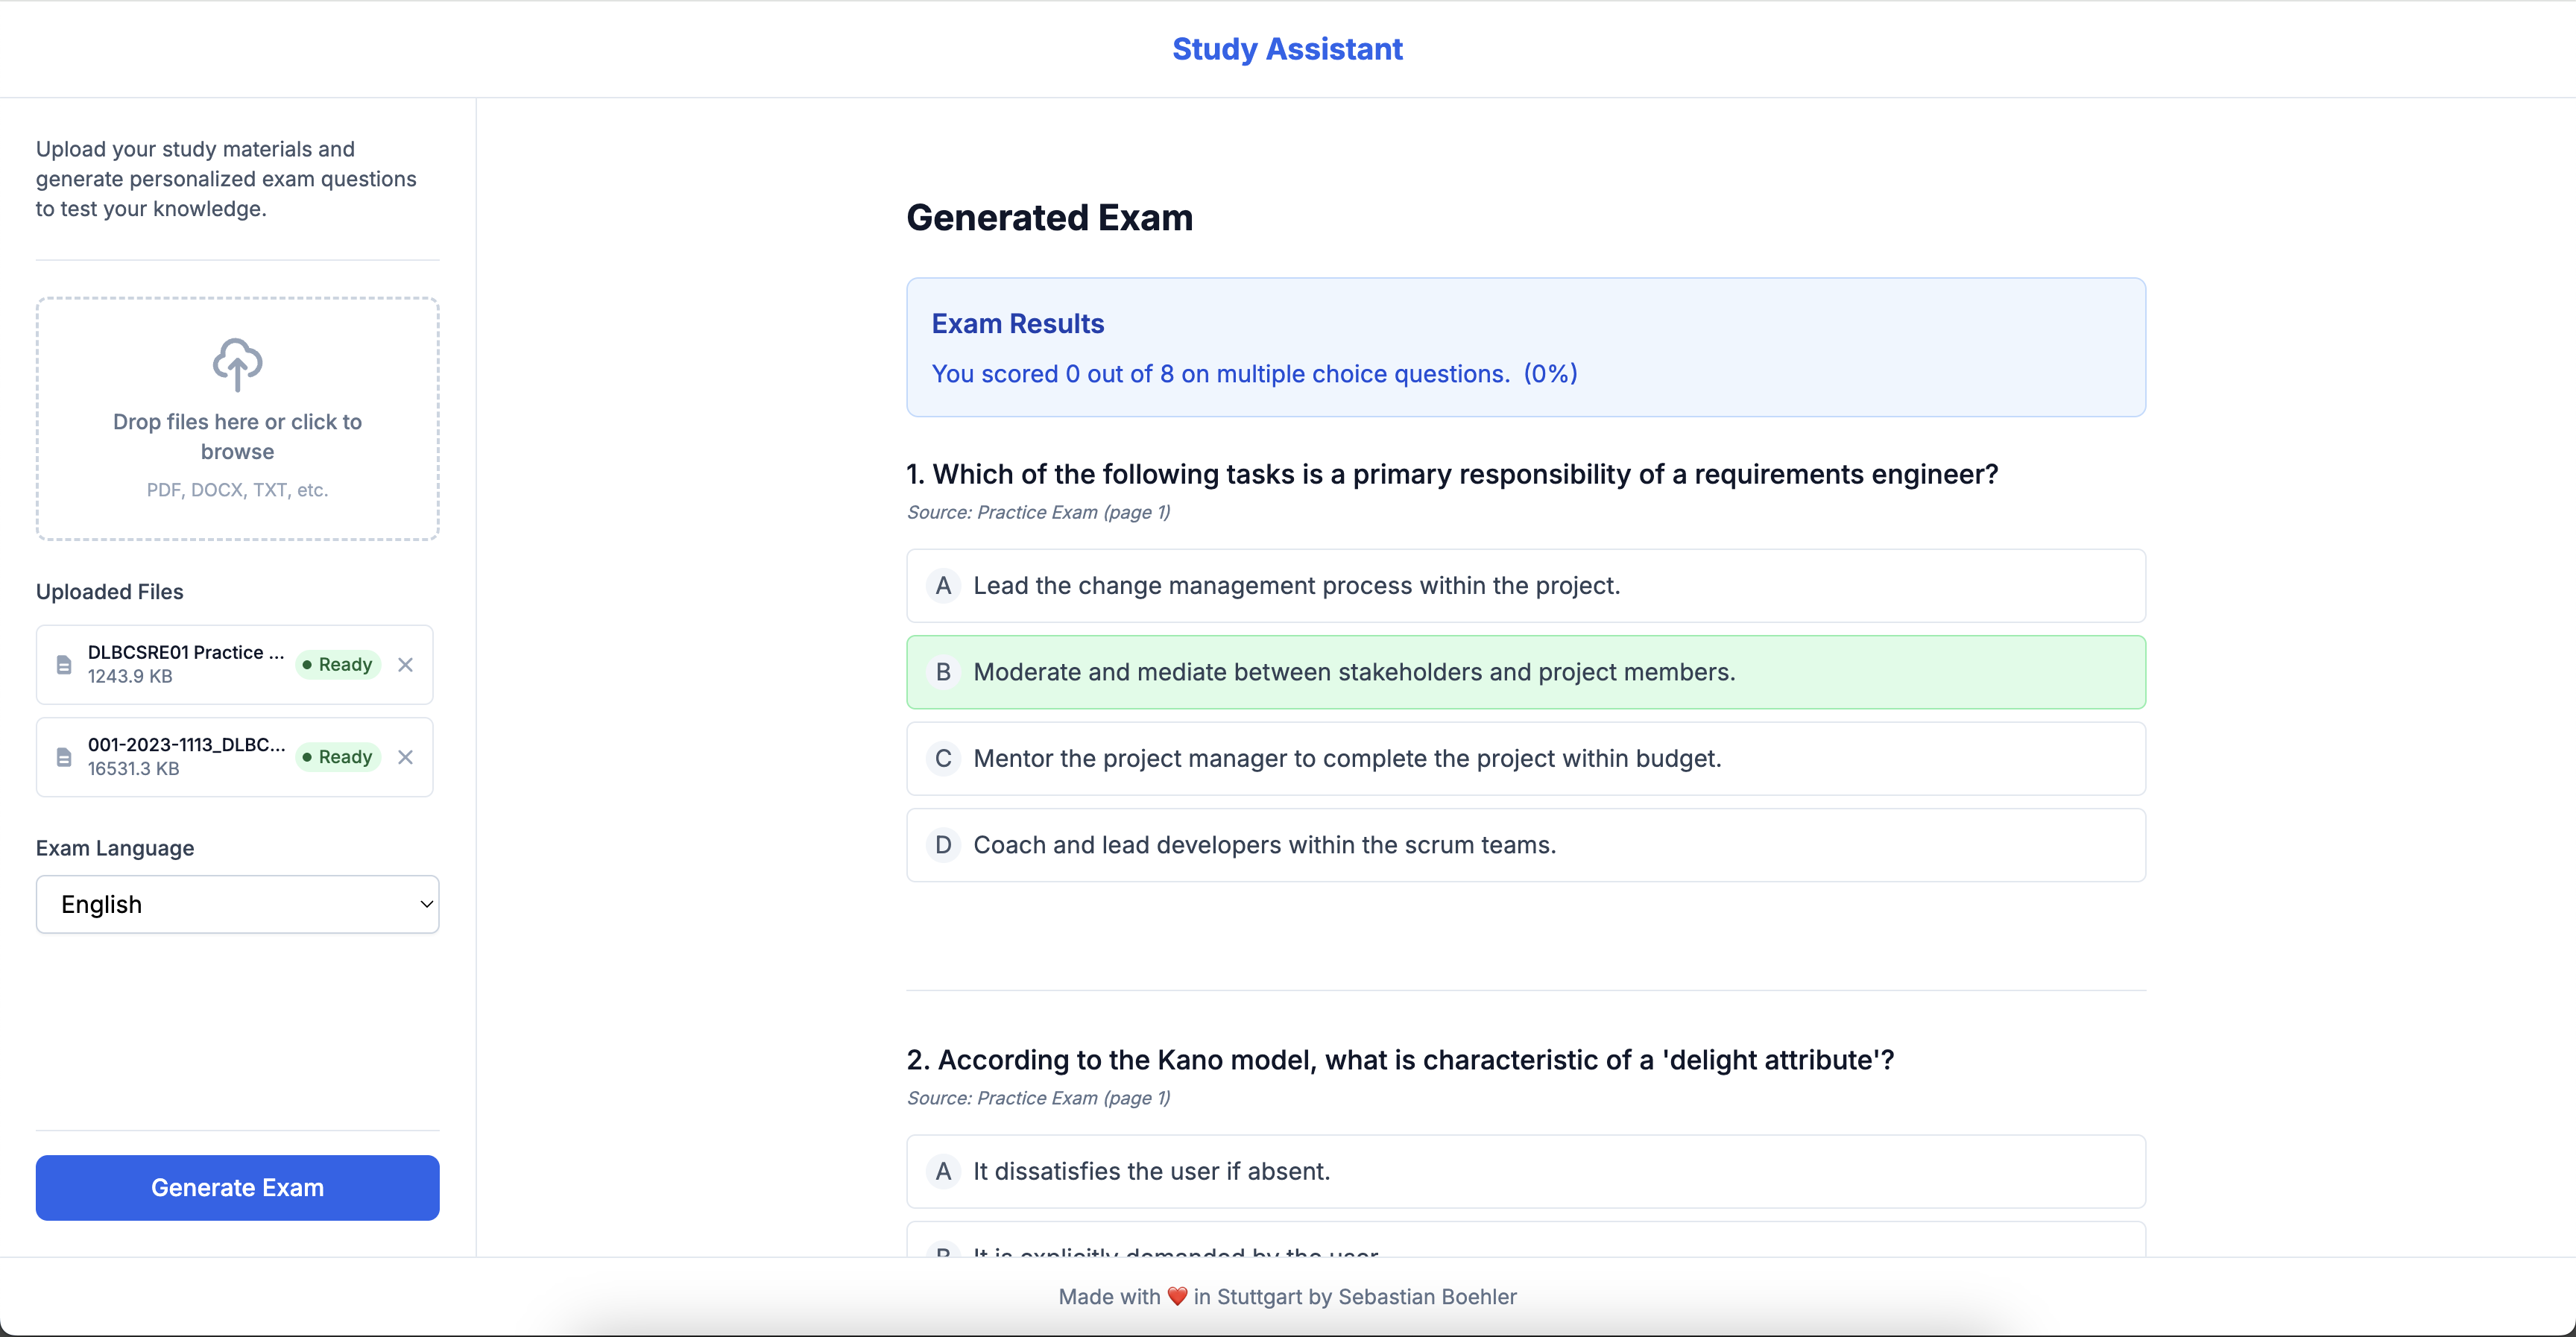 Study Assistant
Upload your study materials and
generate personalized exam questions
to test your knowledge.
Drop files here or click to
browse
PDF, DOCX, TXT, etc.
Uploaded Files
DLBCSRE01 Practice ...
1243.9 KB
Ready
001-2023-1113_DLBC...
16531.3 KB
Ready
Exam Language
English
Generate Exam
Generated Exam
Exam Results
You scored 0 out of 8 on multiple choice questions. (0%)
1. Which of the following tasks is a primary responsibility of a requirements engineer?
Source: Practice Exam (page 1)
A Lead the change management process within the project.
B Moderate and mediate between stakeholders and project members.
C Mentor the project manager to complete the project within budget.
D Coach and lead developers within the scrum teams.
2. According to the Kano model, what is characteristic of a 'delight attribute'?
Source: Practice Exam (page 1)
A It dissatisfies the user if absent.
B It is explicitly demanded by the user.
Made with ❤️ in Stuttgart by Sebastian Boehler